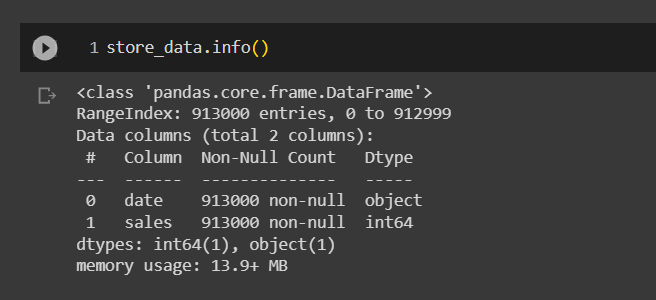 1 store_data.info()
<class 'pandas.core.frame.DataFrame'>
RangeIndex: 913000 entries, 0 to 912999
Data columns (total 2 columns):
 #   Column  Non-Null Count   Dtype
---  ------  --------------   -----
 0   date    913000 non-null  object
 1   sales   913000 non-null  int64
dtypes: int64(1), object(1)
memory usage: 13.9+ MB